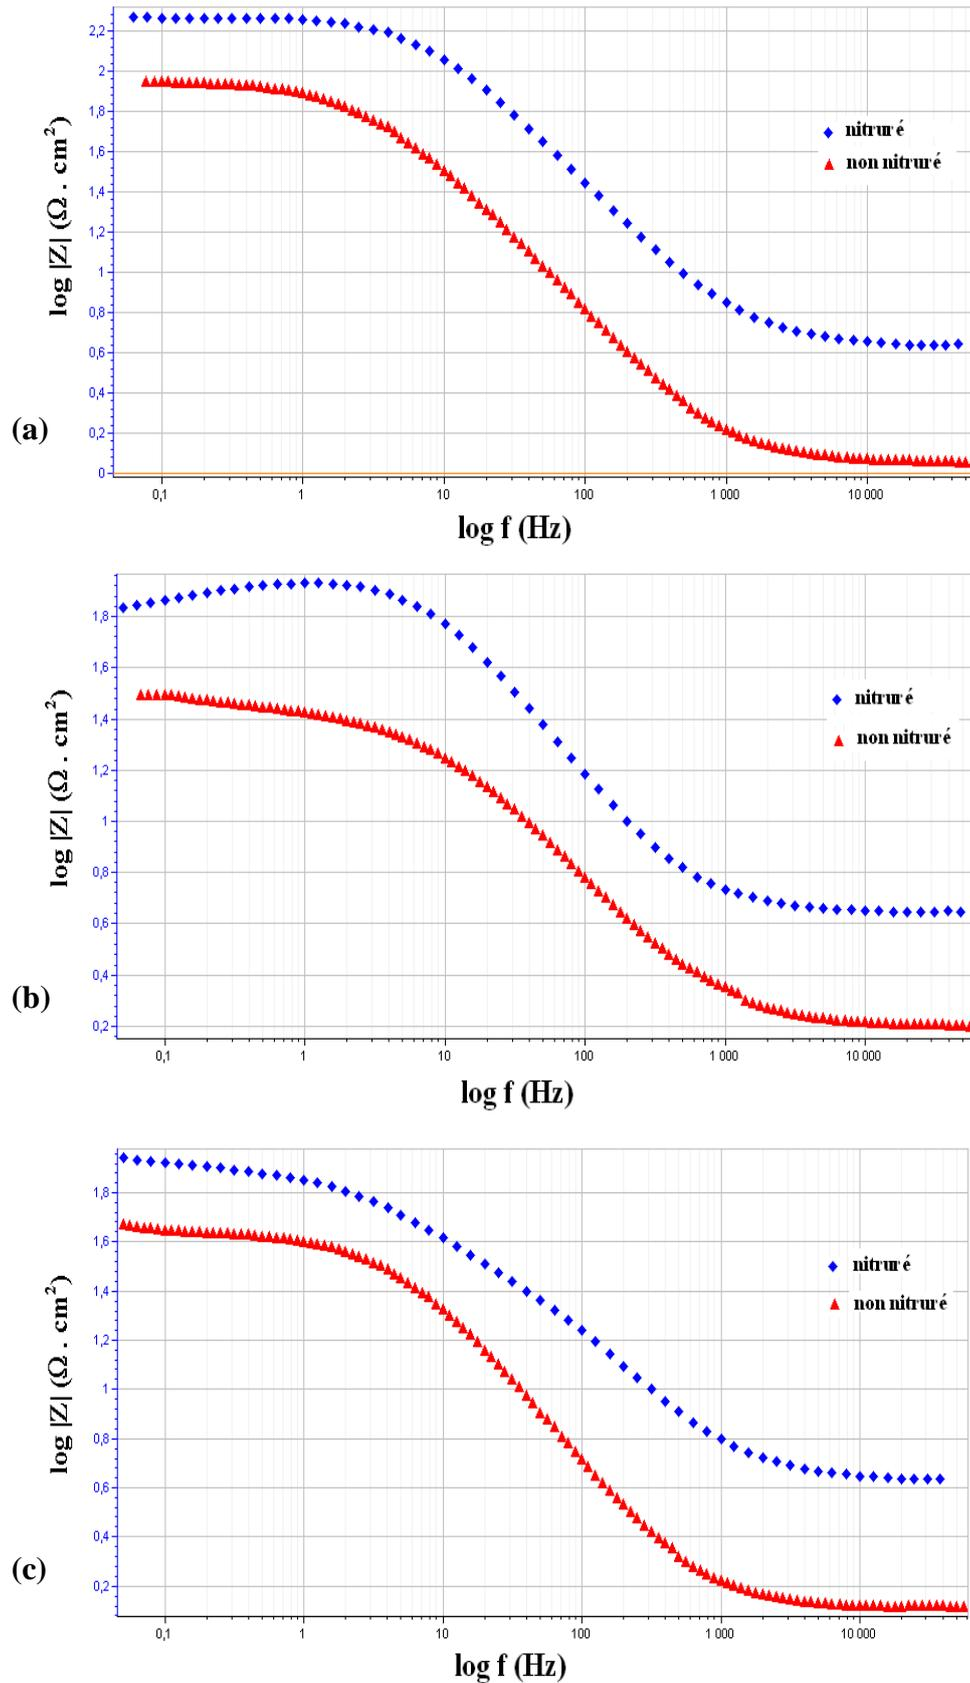 2,2
2
1,8
1,6
1,4
1,2
1
0,8
0,6
0,4
0,2
0
log |Z| (Ω . cm²)
nitruré
non nitruré
(a)
0,1 1 10 100 1 000 10 000
log f (Hz)
1,8
1,6
1,4
1,2
1
0,8
0,6
0,4
0,2
log |Z| (Ω . cm²)
nitruré
non nitruré
(b)
0,1 1 10 100 1 000 10 000
log f (Hz)
1,8
1,6
1,4
1,2
1
0,8
0,6
0,4
0,2
log |Z| (Ω . cm²)
nitruré
non nitruré
(c)
0,1 1 10 100 1 000 10 000
log f (Hz)